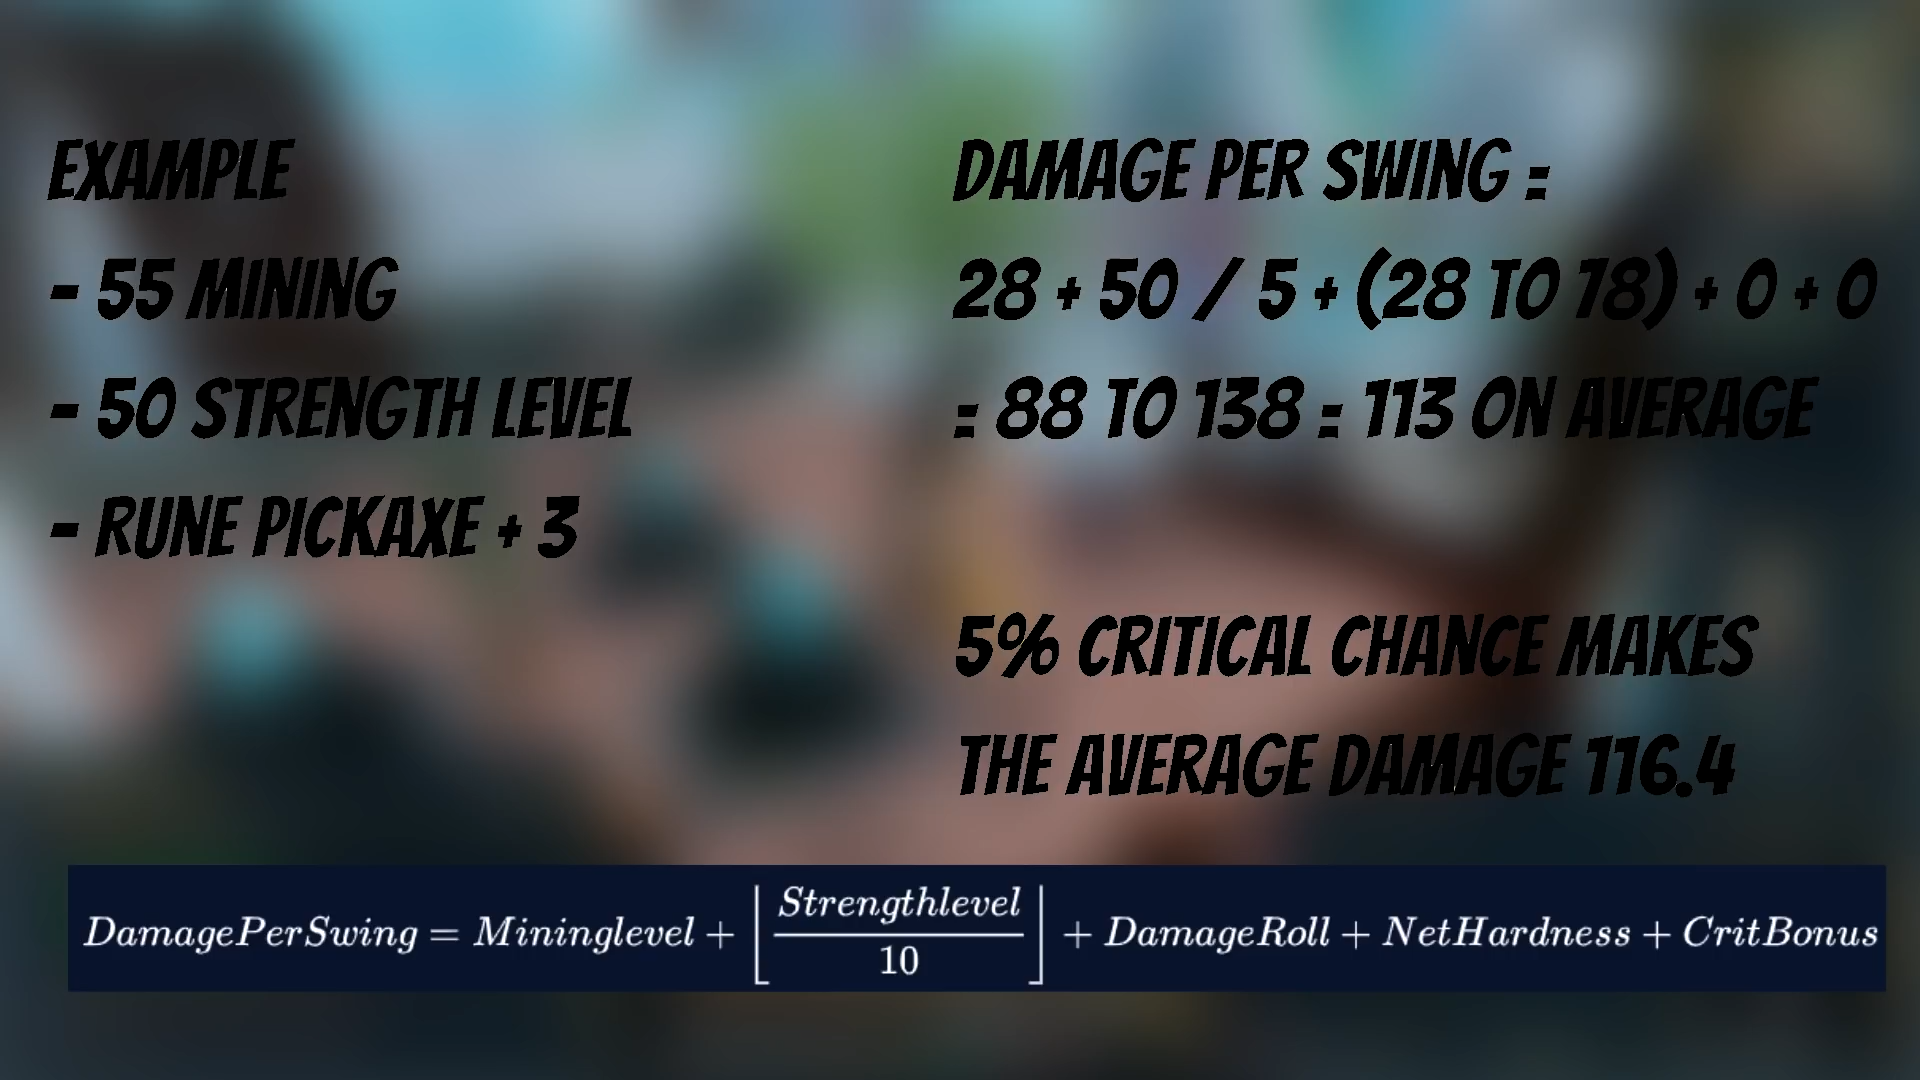 EXAMPLE
- 55 MINING
- 50 STRENGTH LEVEL
- RUNE PICKAXE + 3
DAMAGE PER SWING =
28 + 50 / 5 + (28 TO 78) + 0 + 0
= 88 TO 138 = 113 ON AVERAGE
5% CRITICAL CHANCE MAKES
THE AVERAGE DAMAGE 116.4
DamagePerSwing = Mininglevel + ⌊Strengthlevel / 10⌋ + DamageRoll + NetHardness + CritBonus